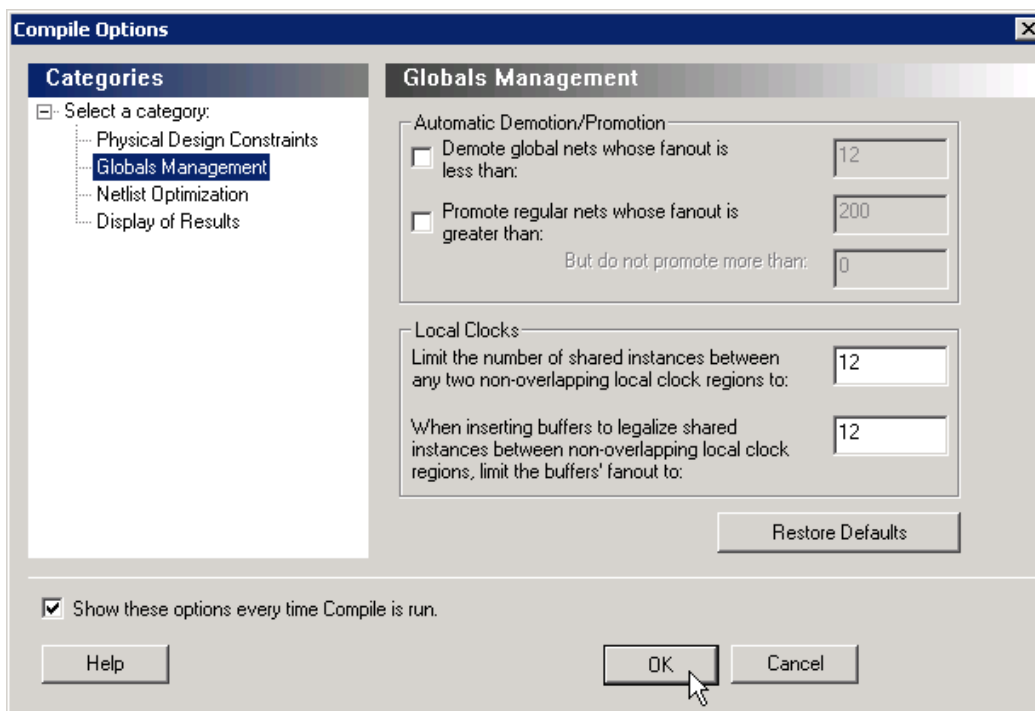 Compile Options
Categories
Select a category:
Physical Design Constraints
Globals Management
Netlist Optimization
Display of Results
Globals Management
Automatic Demotion/Promotion
Demote global nets whose fanout is
less than:
12
Promote regular nets whose fanout is
greater than:
200
But do not promote more than:
0
Local Clocks
Limit the number of shared instances between
any two non-overlapping local clock regions to:
12
When inserting buffers to legalize shared
instances between non-overlapping local clock
regions, limit the buffers' fanout to:
12
Restore Defaults
Show these options every time Compile is run.
Help
OK
Cancel